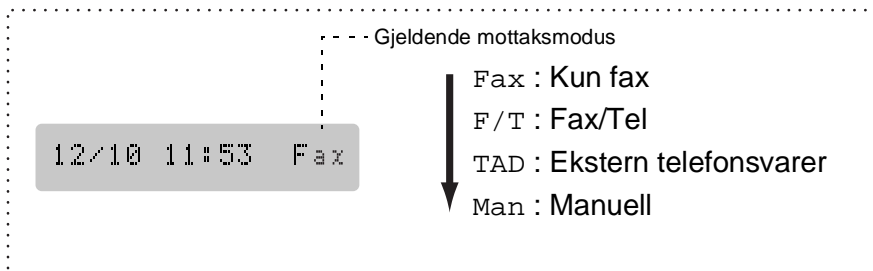 Gjeldende mottaksmodus
12/10 11:53 Fax
Fax : Kun fax
F/T : Fax/Tel
TAD : Ekstern telefonsvarer
Man : Manuell